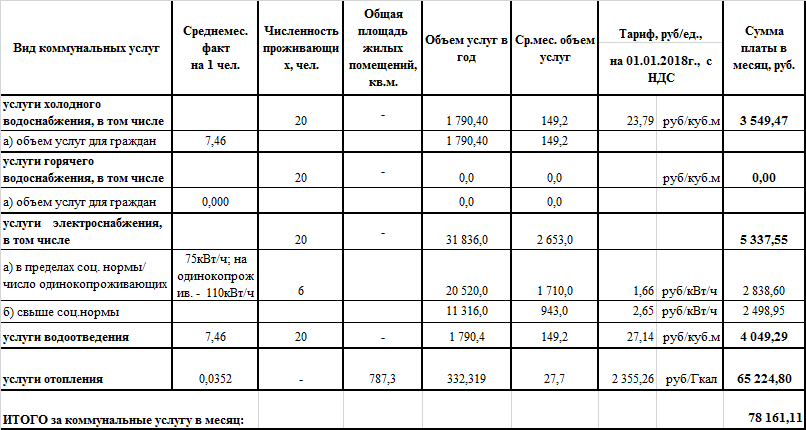 Вид коммунальных услуг
Среднемес. факт на 1 чел.
Численность проживающи х, чел.
Общая площадь жилых помещений, кв.м.
Объем услуг в год
Ср.мес. объем услуг
Тариф, руб/ед.,
на 01.01.2018г., с НДС
Сумма платы в месяц, руб.
услуги холодного
водоснабжения, в том числе 20 - 1 790,40 149,2 23,79 руб/куб.м 3 549,47
а) объем услуг для граждан 7,46 1 790,40 149,2
услуги горячего
водоснабжения, в том числе 20 - 0,0 0,0 руб/куб.м 0,00
а) объем услуг для граждан 0,000 0,0 0,0
услуги электроснабжения,
в том числе 20 - 31 836,0 2 653,0 5 337,55
а) в пределах соц. нормы/
число одинокопроживающих
75кВт/ч; на
одинокопрож
ив. - 110кВт/ч
6 20 520,0 1 710,0 1,66 руб/кВт/ч 2 838,60
б) свыше соц.нормы 11 316,0 943,0 2,65 руб/кВт/ч 2 498,95
услуги водоотведения 7,46 20 - 1 790,4 149,2 27,14 руб/куб.м 4 049,29
услуги отопления 0,0352 - 787,3 332,319 27,7 2 355,26 руб/Гкал 65 224,80
ИТОГО за коммунальные услугу в месяц: 78 161,11